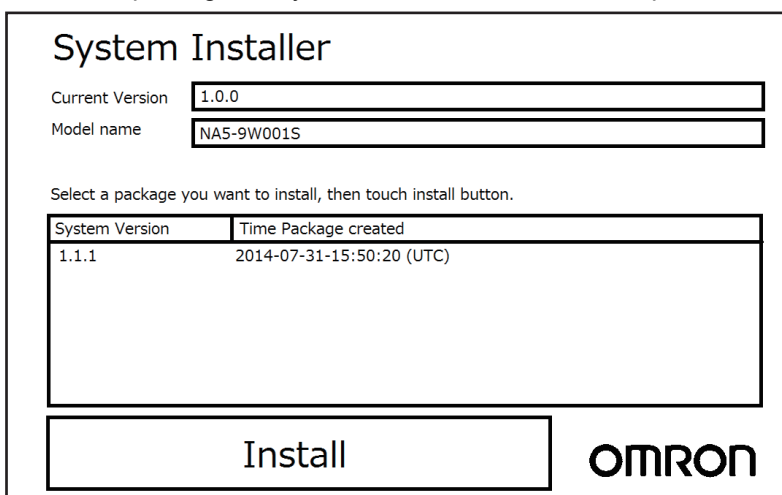 System Installer
Current Version 1.0.0
Model name NA5-9W001S
Select a package you want to install, then touch install button.
System Version Time Package created
1.1.1 2014-07-31-15:50:20 (UTC)
Install
OMRON